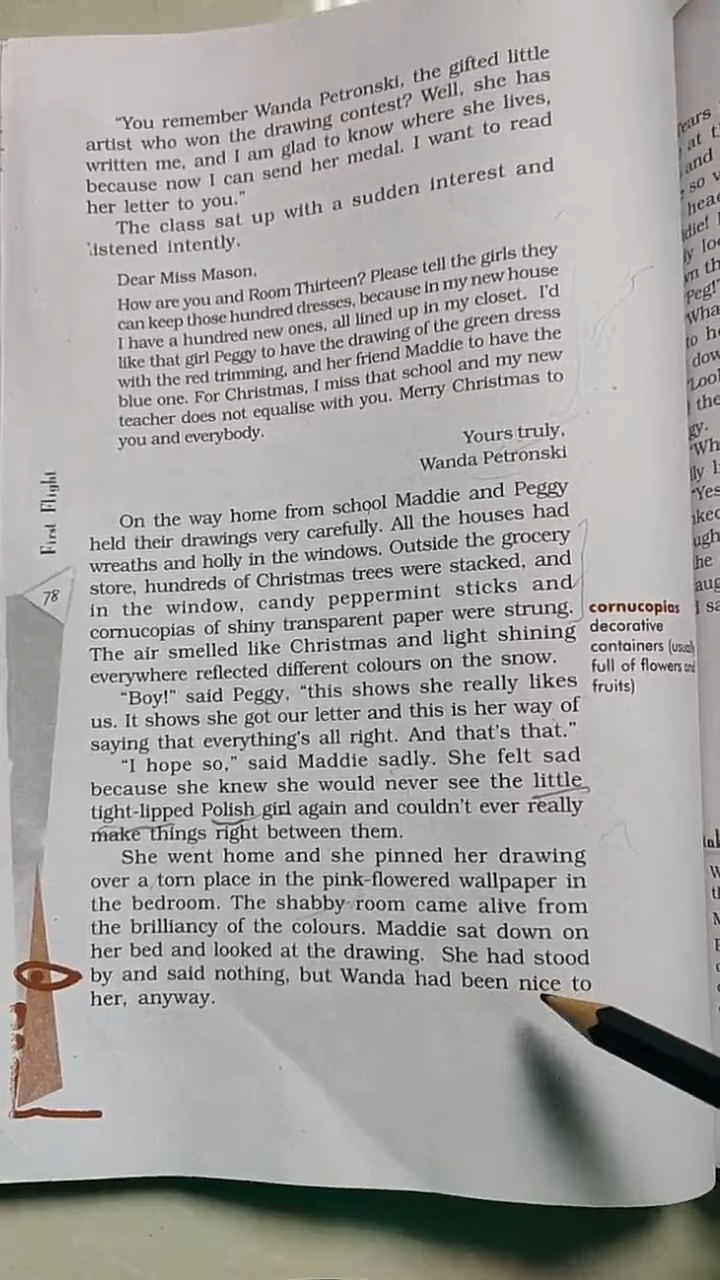 "You remember Wanda Petronski, the gifted little
artist who won the drawing contest? Well, she has
written me, and I am glad to know where she lives,
because now I can send her medal. I want to read
her letter to you."
The class sat up with a sudden interest and
listened intently.
Dear Miss Mason,
How are you and Room Thirteen? Please tell the girls they
can keep those hundred dresses, because in my new house
I have a hundred new ones, all lined up in my closet. I'd
like that girl Peggy to have the drawing of the green dress
with the red trimming, and her friend Maddie to have the
blue one. For Christmas, I miss that school and my new
teacher does not equalise with you. Merry Christmas to
you and everybody.
Yours truly,
Wanda Petronski
On the way home from school Maddie and Peggy
held their drawings very carefully. All the houses had
wreaths and holly in the windows. Outside the grocery
store, hundreds of Christmas trees were stacked, and
in the window, candy peppermint sticks and
cornucopias of shiny transparent paper were strung.
The air smelled like Christmas and light shining
everywhere reflected different colours on the snow.
"Boy!" said Peggy, "this shows she really likes
us. It shows she got our letter and this is her way of
saying that everything's all right. And that's that."
"I hope so," said Maddie sadly. She felt sad
because she knew she would never see the little
tight-lipped Polish girl again and couldn't ever really
make things right between them.
She went home and she pinned her drawing
over a torn place in the pink-flowered wallpaper in
the bedroom. The shabby room came alive from
the brilliancy of the colours. Maddie sat down on
her bed and looked at the drawing. She had stood
by and said nothing, but Wanda had been nice to
her, anyway.
cornucopias
decorative
containers (usually
full of flowers and
fruits)
First Flight
78